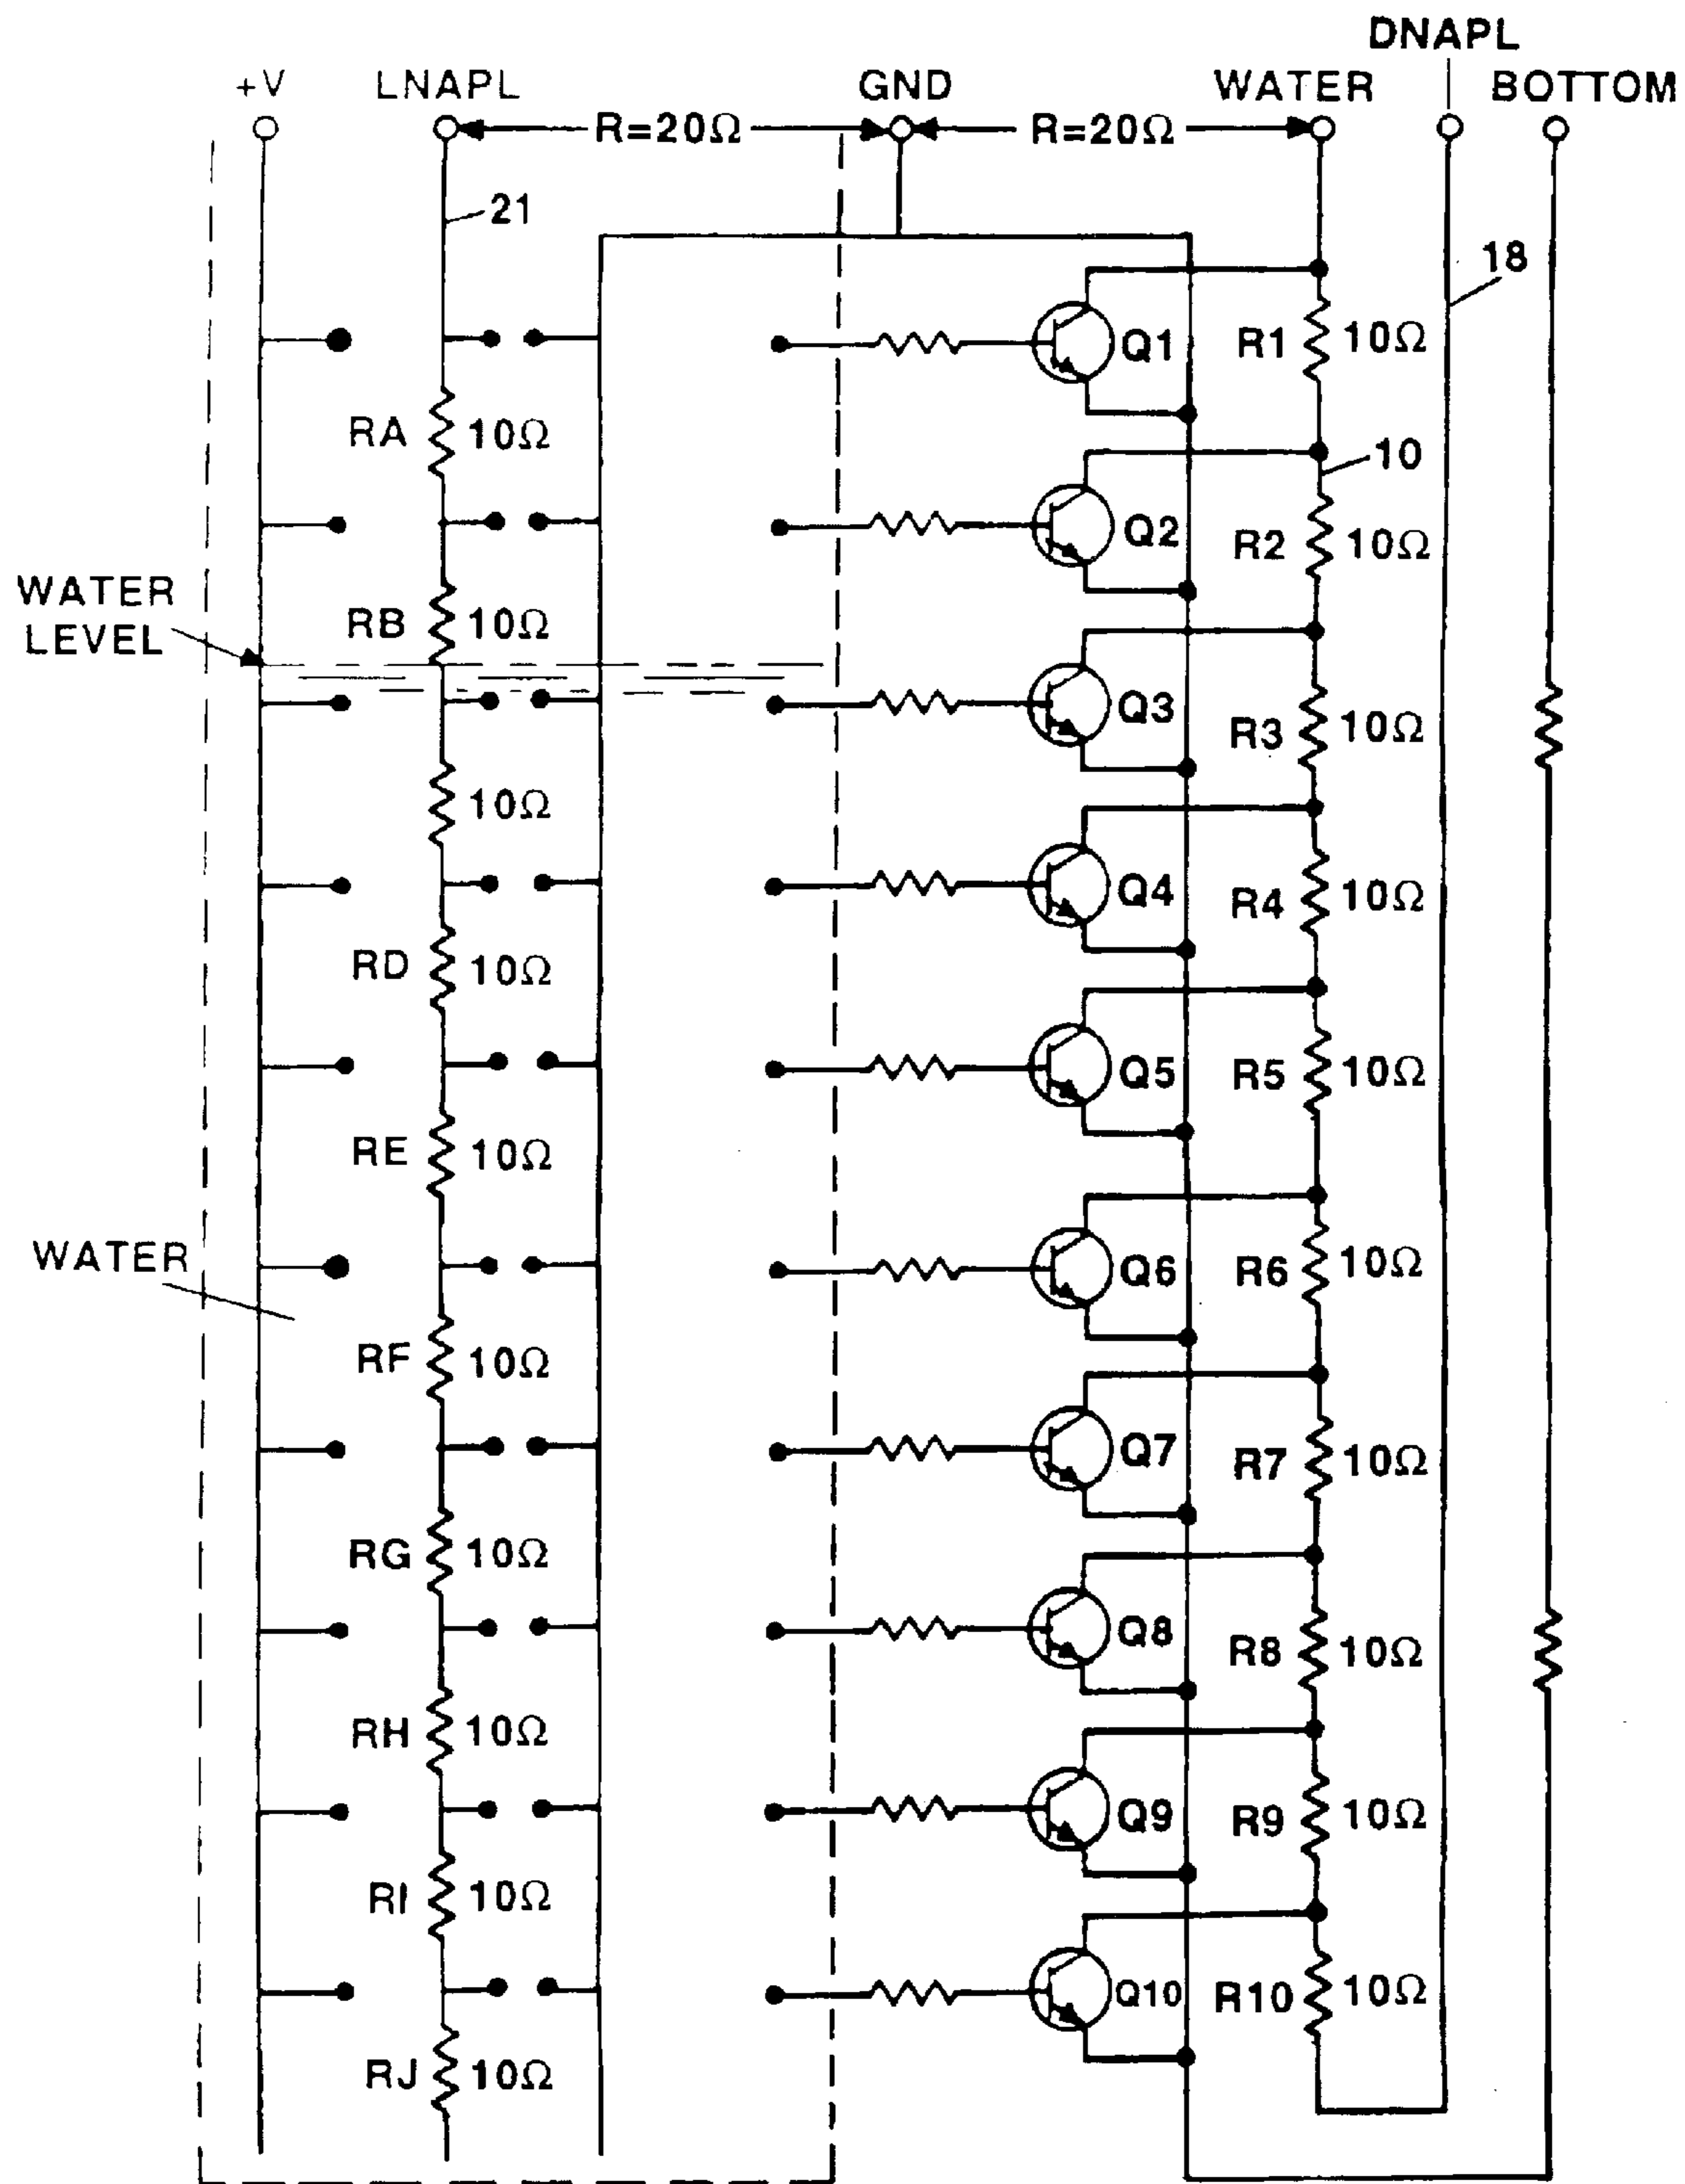 DNAPL
+V LNAPL GND WATER BOTTOM
R=20Ω R=20Ω
21
18
Q1 R1 10Ω
RA 10Ω
10
Q2 R2 10Ω
WATER
LEVEL
RB 10Ω
Q3 R3 10Ω
10Ω
Q4 R4 10Ω
RD 10Ω
Q5 R5 10Ω
RE 10Ω
WATER
Q6 R6 10Ω
RF 10Ω
Q7 R7 10Ω
RG 10Ω
Q8 R8 10Ω
RH 10Ω
Q9 R9 10Ω
RI 10Ω
Q10 R10 10Ω
RJ 10Ω